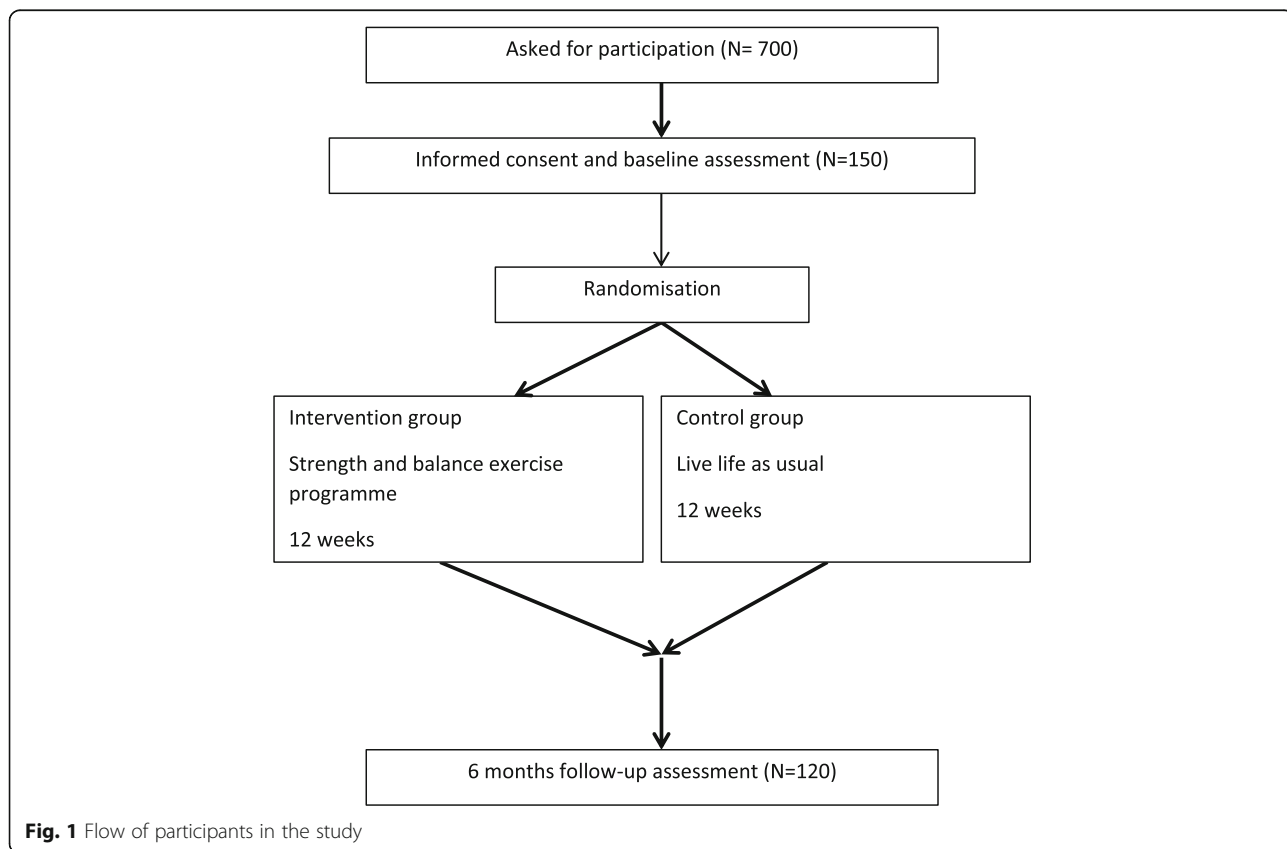 Asked for participation (N= 700)
Informed consent and baseline assessment (N=150)
Randomisation
Intervention group
Strength and balance exercise
programme
12 weeks
Control group
Live life as usual
12 weeks
6 months follow-up assessment (N=120)
Fig. 1 Flow of participants in the study